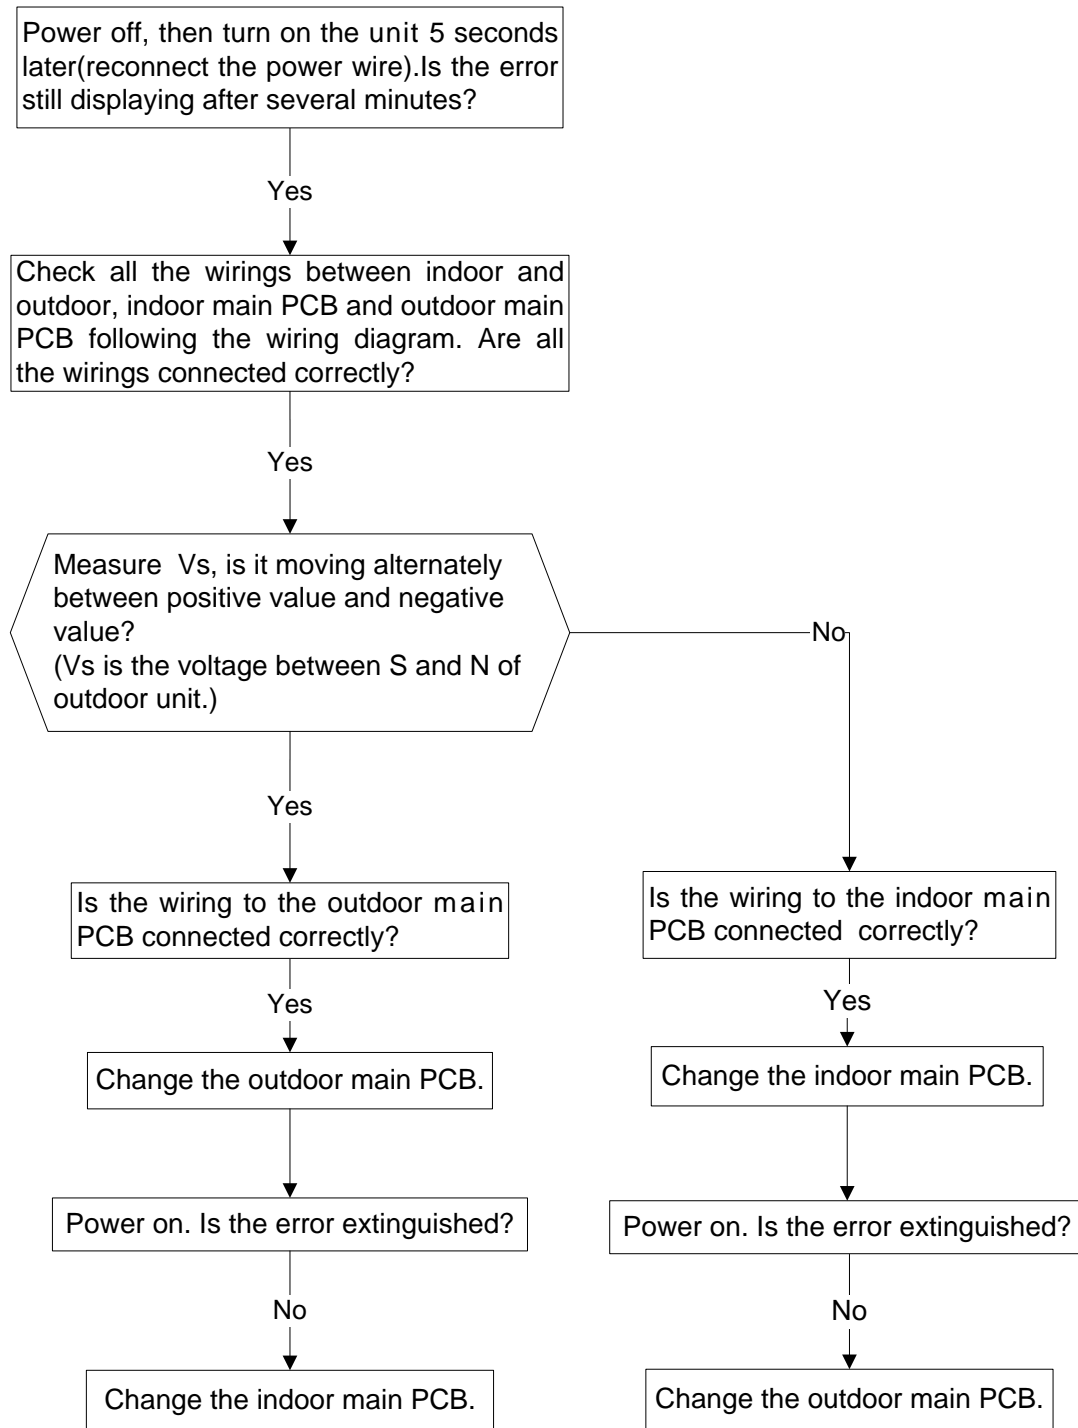 Power off, then turn on the unit 5 seconds
later(reconnect the power wire).Is the error
still displaying after several minutes?
Yes
Check all the wirings between indoor and
outdoor, indoor main PCB and outdoor main
PCB following the wiring diagram. Are all
the wirings connected correctly?
Yes
Measure Vs, is it moving alternately
between positive value and negative
value?
(Vs is the voltage between S and N of
outdoor unit.)
No
Yes
Is the wiring to the outdoor main
PCB connected correctly?
Yes
Change the outdoor main PCB.
Power on. Is the error extinguished?
No
Change the indoor main PCB.
Is the wiring to the indoor main
PCB connected correctly?
Yes
Change the indoor main PCB.
Power on. Is the error extinguished?
No
Change the outdoor main PCB.